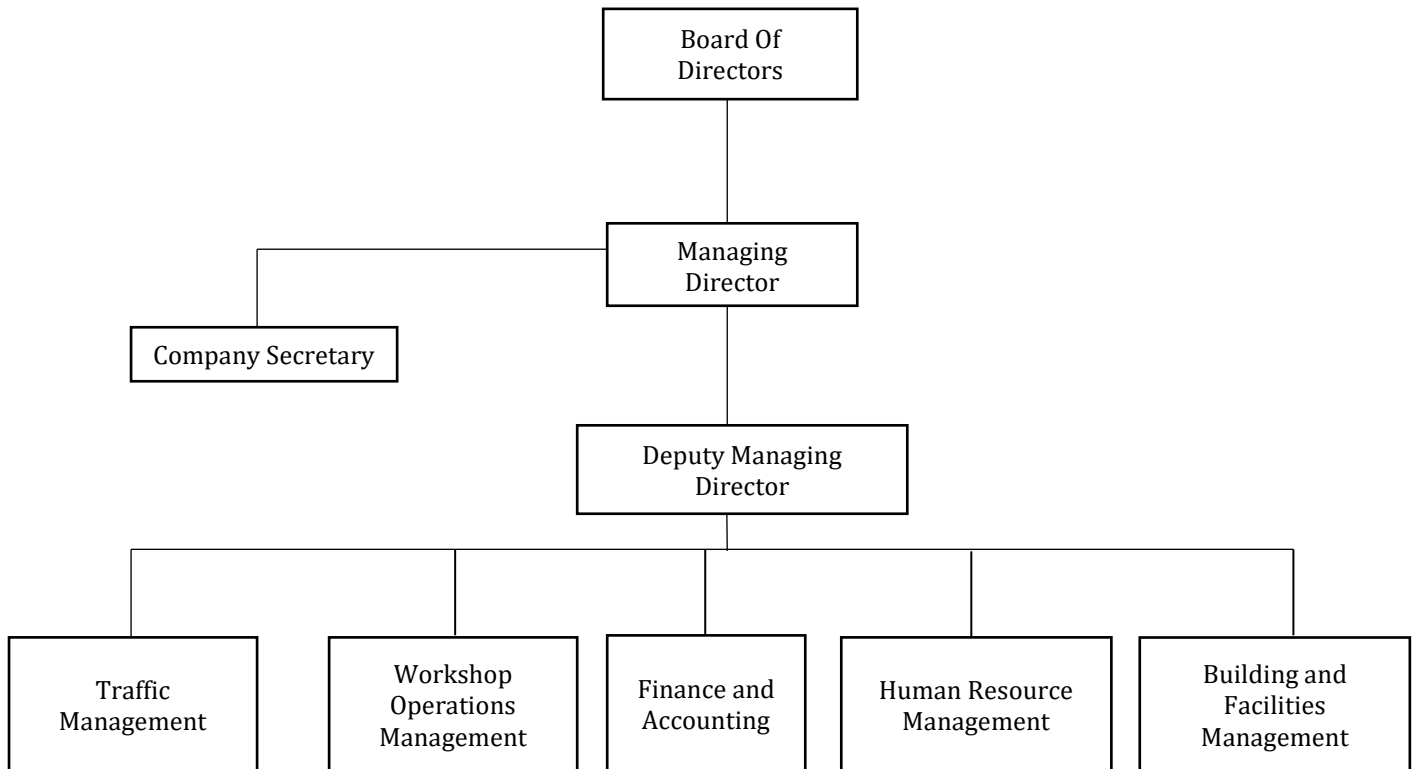 Board Of
Directors
Managing
Director
Company Secretary
Deputy Managing
Director
Traffic
Management
Workshop
Operations
Management
Finance and
Accounting
Human Resource
Management
Building and
Facilities
Management